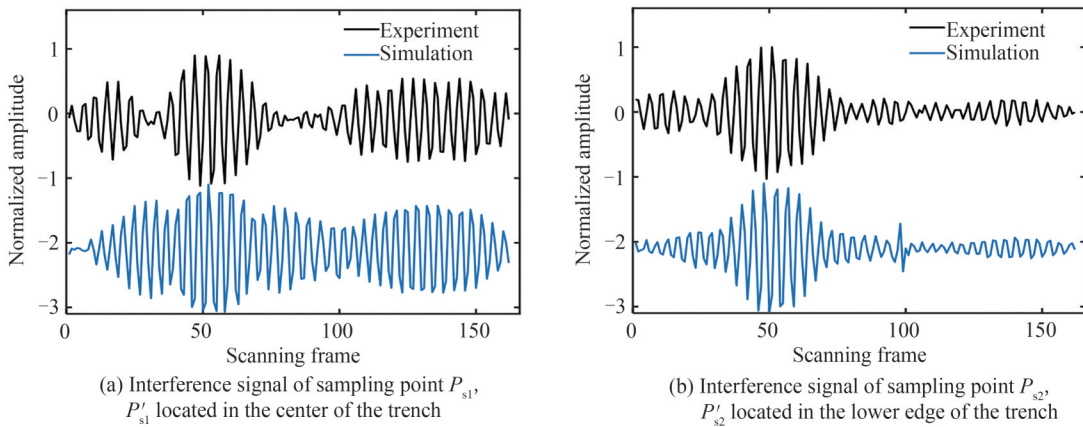 Experiment
Simulation
1
0
−1
−2
−3
Normalized amplitude
0
50
100
150
Scanning frame
(a) Interference signal of sampling point Ps1,
P′s1 located in the center of the trench
Experiment
Simulation
1
0
−1
−2
−3
Normalized amplitude
0
50
100
150
Scanning frame
(b) Interference signal of sampling point Ps2,
P′s2 located in the lower edge of the trench